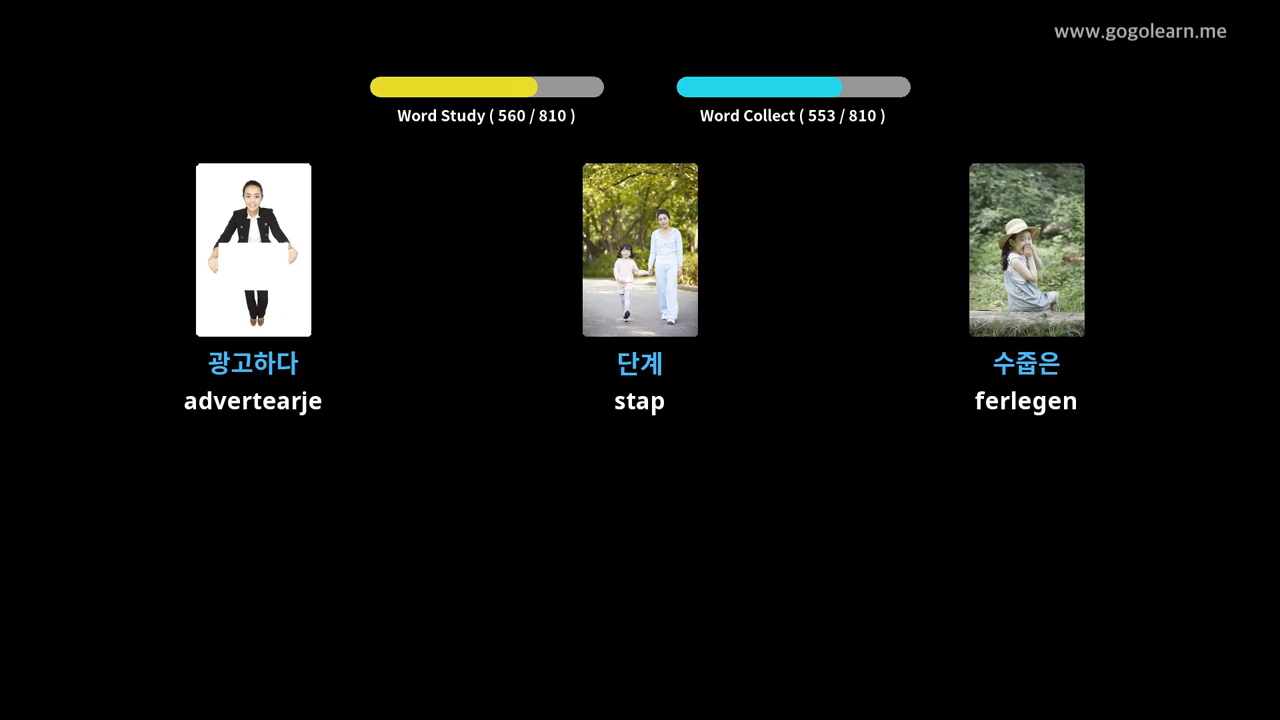 www.gogolearn.me
Word Study ( 560 / 810 )
Word Collect ( 553 / 810 )
광고하다
advertearje
단계
stap
수줍은
ferlegen